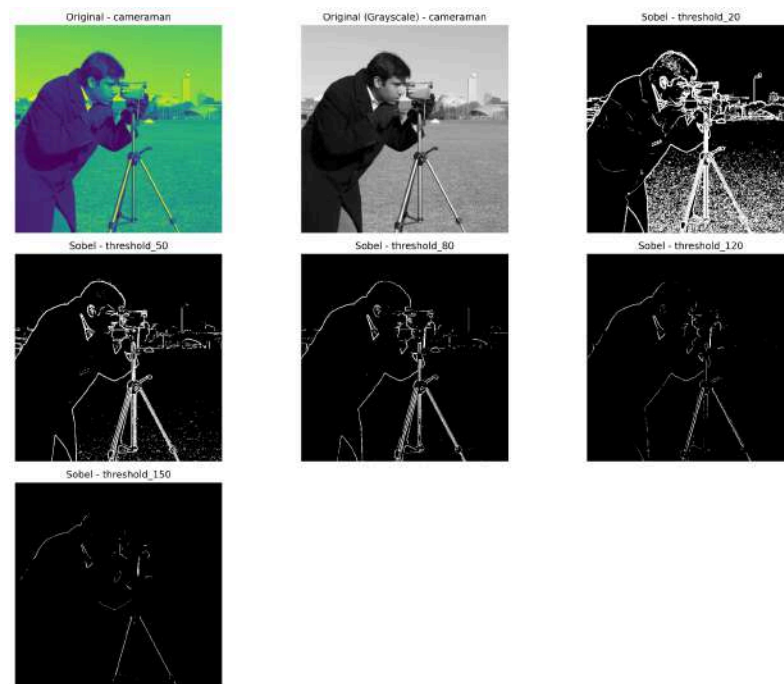 Original - cameraman
Original (Grayscale) - cameraman
Sobel - threshold_20
Sobel - threshold_50
Sobel - threshold_80
Sobel - threshold_120
Sobel - threshold_150